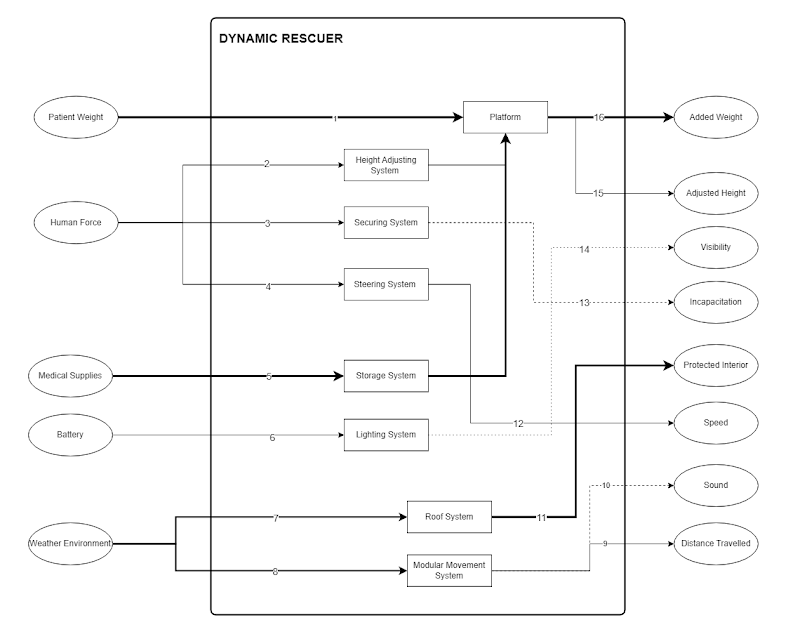 DYNAMIC RESCUER
Patient Weight
1
Platform
16
Added Weight
2
Height Adjusting
System
15
Adjusted Height
Human Force
3
Securing System
14
Visibility
4
Steering System
13
Incapacitation
Medical Supplies
5
Storage System
Protected Interior
Battery
6
Lighting System
12
Speed
10
Sound
7
Roof System
11
Weather Environment
9
Distance Travelled
8
Modular Movement
System